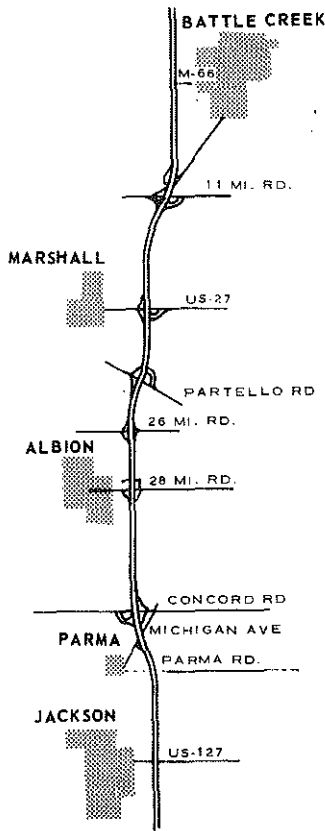 BATTLE CREEK
M-66
11 MI. RD.
MARSHALL
US-27
PARTELLO RD
26 MI. RD.
ALBION
28 MI. RD.
CONCORD RD
MICHIGAN AVE
PARMA
PARMA RD.
JACKSON
US-127